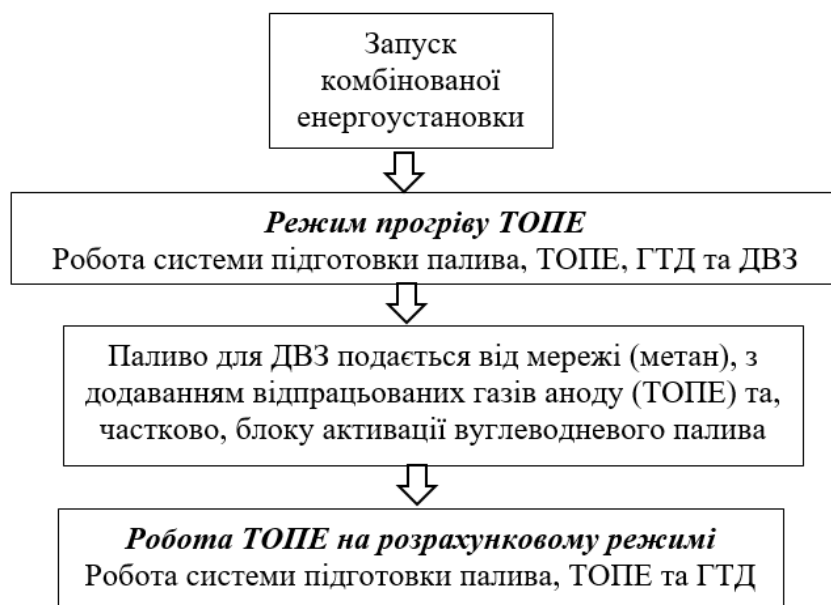 Запуск
комбінованої
енергоустановки
Режим прогріву ТОПЕ
Робота системи підготовки палива, ТОПЕ, ГТД та ДВЗ
Паливо для ДВЗ подається від мережі (метан), з
додаванням відпрацьованих газів аноду (ТОПЕ) та,
частково, блоку активації вуглеводневого палива
Робота ТОПЕ на розрахунковому режимі
Робота системи підготовки палива, ТОПЕ та ГТД